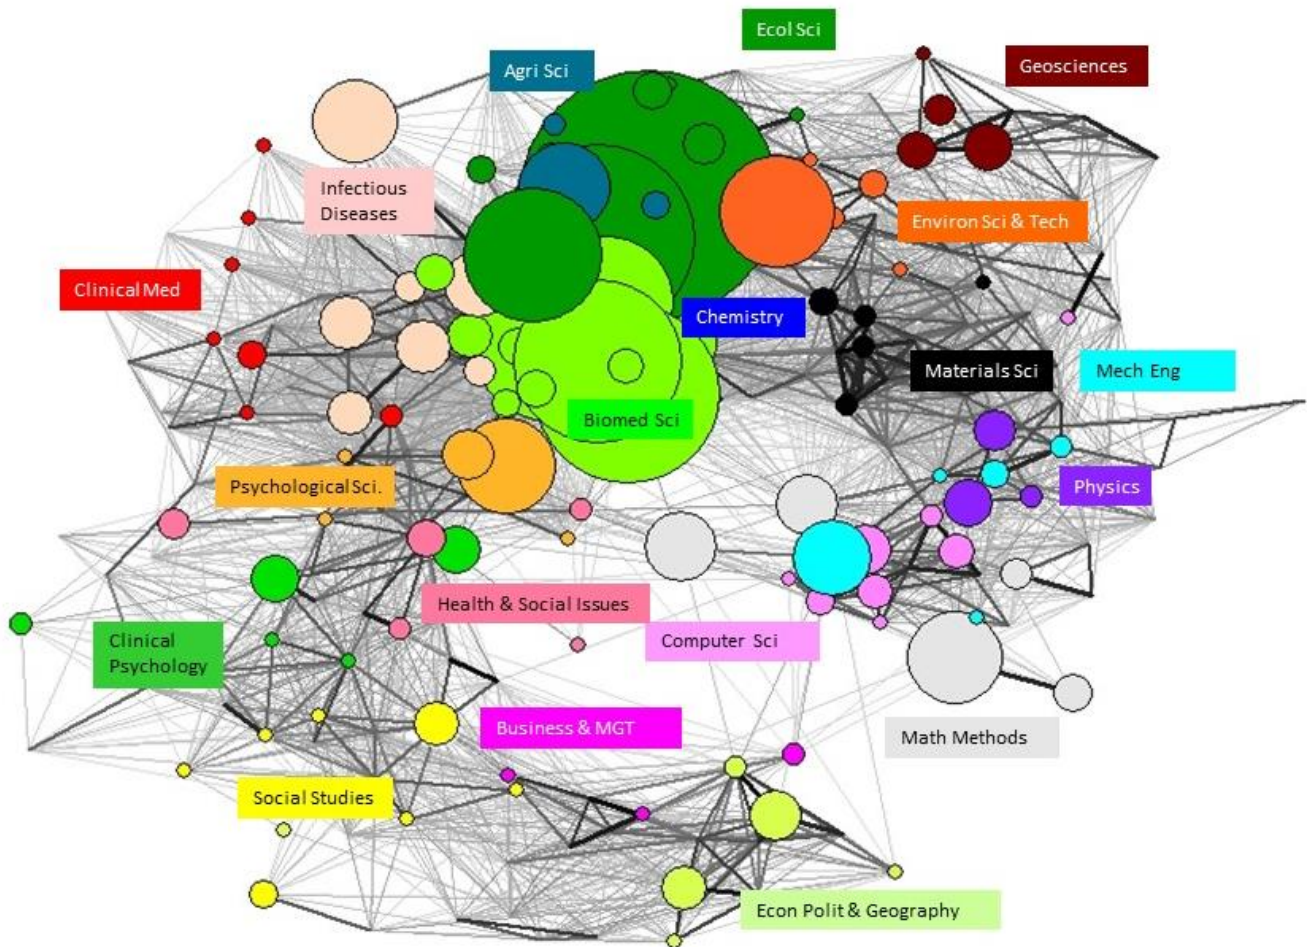 Ecol Sci
Agri Sci
Geosciences
Infectious
Diseases
Environ Sci & Tech
Clinical Med
Chemistry
Materials Sci
Mech Eng
Biomed Sci
Psychological Sci.
Physics
Health & Social Issues
Clinical
Psychology
Computer Sci
Business & MGT
Math Methods
Social Studies
Econ Polit & Geography